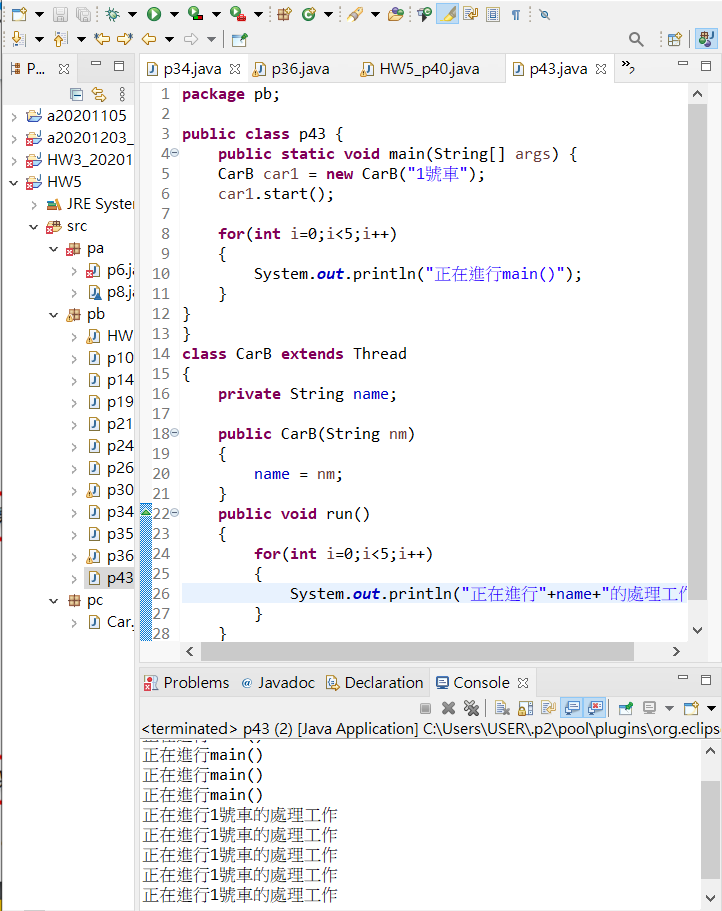 P...
p34.java
p36.java
HW5_p40.java
p43.java
»2
a20201105
a20201203_
HW3_20201
HW5
JRE Syste
src
pa
p6.j
p8.j
pb
HW
p10
p14
p19
p21
p24
p26
p30
p34
p35
p36
p43
pc
Car.
1 package pb;
2
3 public class p43 {
4 public static void main(String[] args) {
5 CarB car1 = new CarB("1號車");
6 car1.start();
7
8 for(int i=0;i<5;i++)
9 {
10 System.out.println("正在進行main()");
11 }
12 }
13 }
14 class CarB extends Thread
15 {
16 private String name;
17
18 public CarB(String nm)
19 {
20 name = nm;
21 }
22 public void run()
23 {
24 for(int i=0;i<5;i++)
25 {
26 System.out.println("正在進行"+name+"的處理工作
27 }
28 }
Problems @ Javadoc Declaration Console
<terminated> p43 (2) [Java Application] C:\Users\USER\.p2\pool\plugins\org.eclips
正在進行main()
正在進行main()
正在進行main()
正在進行1號車的處理工作
正在進行1號車的處理工作
正在進行1號車的處理工作
正在進行1號車的處理工作
正在進行1號車的處理工作